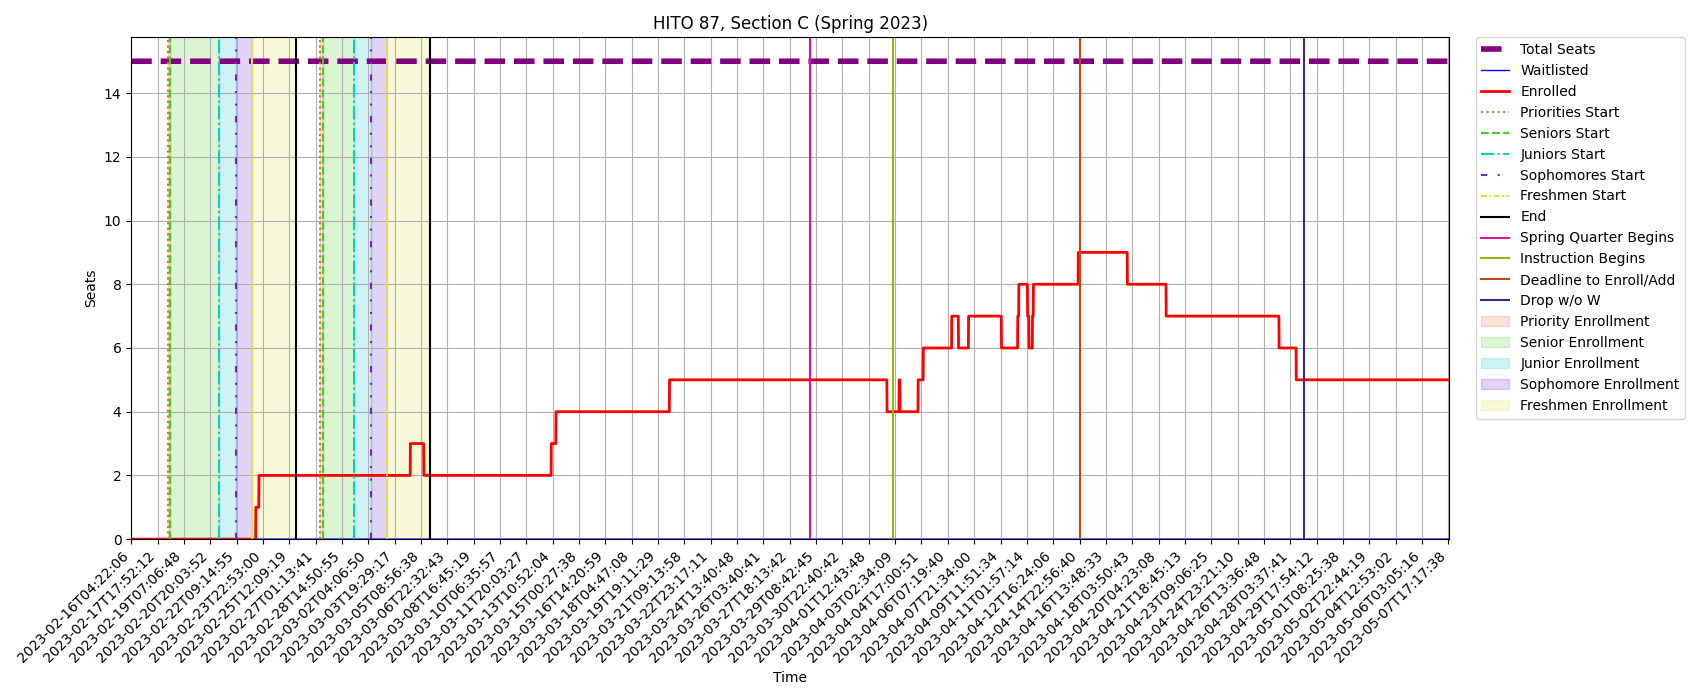 HITO 87, Section C (Spring 2023)
Seats
14
12
10
8
6
4
2
0
2023-02-16T04:22:06
2023-02-17T17:52:12
2023-02-19T07:06:48
2023-02-20T20:03:52
2023-02-22T09:14:55
2023-02-23T22:53:00
2023-02-25T12:09:19
2023-02-27T01:13:41
2023-02-28T14:50:55
2023-03-02T04:06:50
2023-03-03T19:29:17
2023-03-05T08:56:38
2023-03-06T22:32:43
2023-03-08T16:45:19
2023-03-10T06:35:57
2023-03-11T20:03:27
2023-03-13T10:52:04
2023-03-15T00:27:38
2023-03-16T14:20:59
2023-03-18T04:47:08
2023-03-19T19:11:29
2023-03-21T09:13:58
2023-03-22T23:17:11
2023-03-24T13:40:48
2023-03-26T03:40:41
2023-03-27T18:13:42
2023-03-29T08:42:45
2023-03-30T22:40:42
2023-04-01T12:43:48
2023-04-03T02:34:09
2023-04-04T17:00:51
2023-04-06T07:19:40
2023-04-07T21:34:00
2023-04-09T11:51:34
2023-04-11T01:57:14
2023-04-12T16:24:06
2023-04-14T22:56:40
2023-04-16T13:48:33
2023-04-18T03:50:43
2023-04-20T04:23:08
2023-04-21T18:45:13
2023-04-23T09:06:25
2023-04-24T23:21:10
2023-04-26T13:36:48
2023-04-28T03:37:41
2023-04-29T17:54:12
2023-05-01T08:25:38
2023-05-02T22:44:19
2023-05-04T12:53:02
2023-05-06T03:05:16
2023-05-07T17:17:38
Time
Total Seats
Waitlisted
Enrolled
Priorities Start
Seniors Start
Juniors Start
Sophomores Start
Freshmen Start
End
Spring Quarter Begins
Instruction Begins
Deadline to Enroll/Add
Drop w/o W
Priority Enrollment
Senior Enrollment
Junior Enrollment
Sophomore Enrollment
Freshmen Enrollment